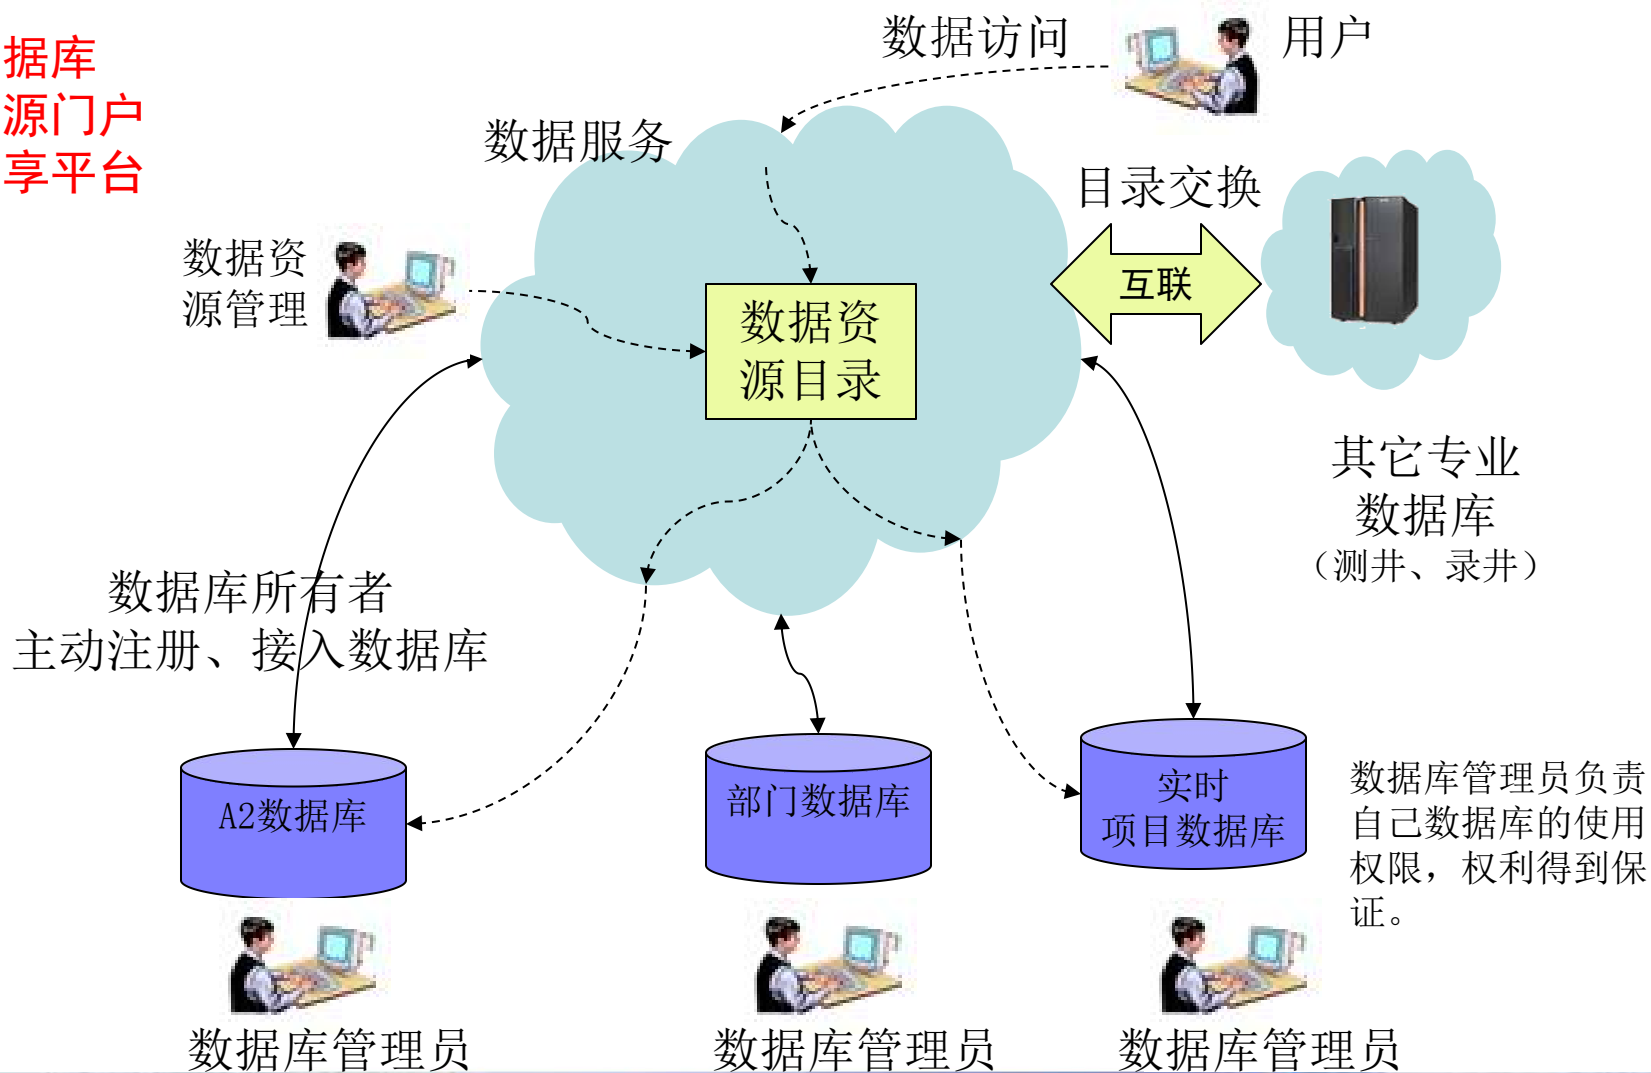 据库
源门户
享平台
数据访问
用户
数据服务
目录交换
互联
数据资
源管理
数据资
源目录
其它专业
数据库
（测井、录井）
数据库所有者
主动注册、接入数据库
A2数据库
部门数据库
实时
项目数据库
数据库管理员负责
自己数据库的使用
权限，权利得到保
证。
数据库管理员
数据库管理员
数据库管理员